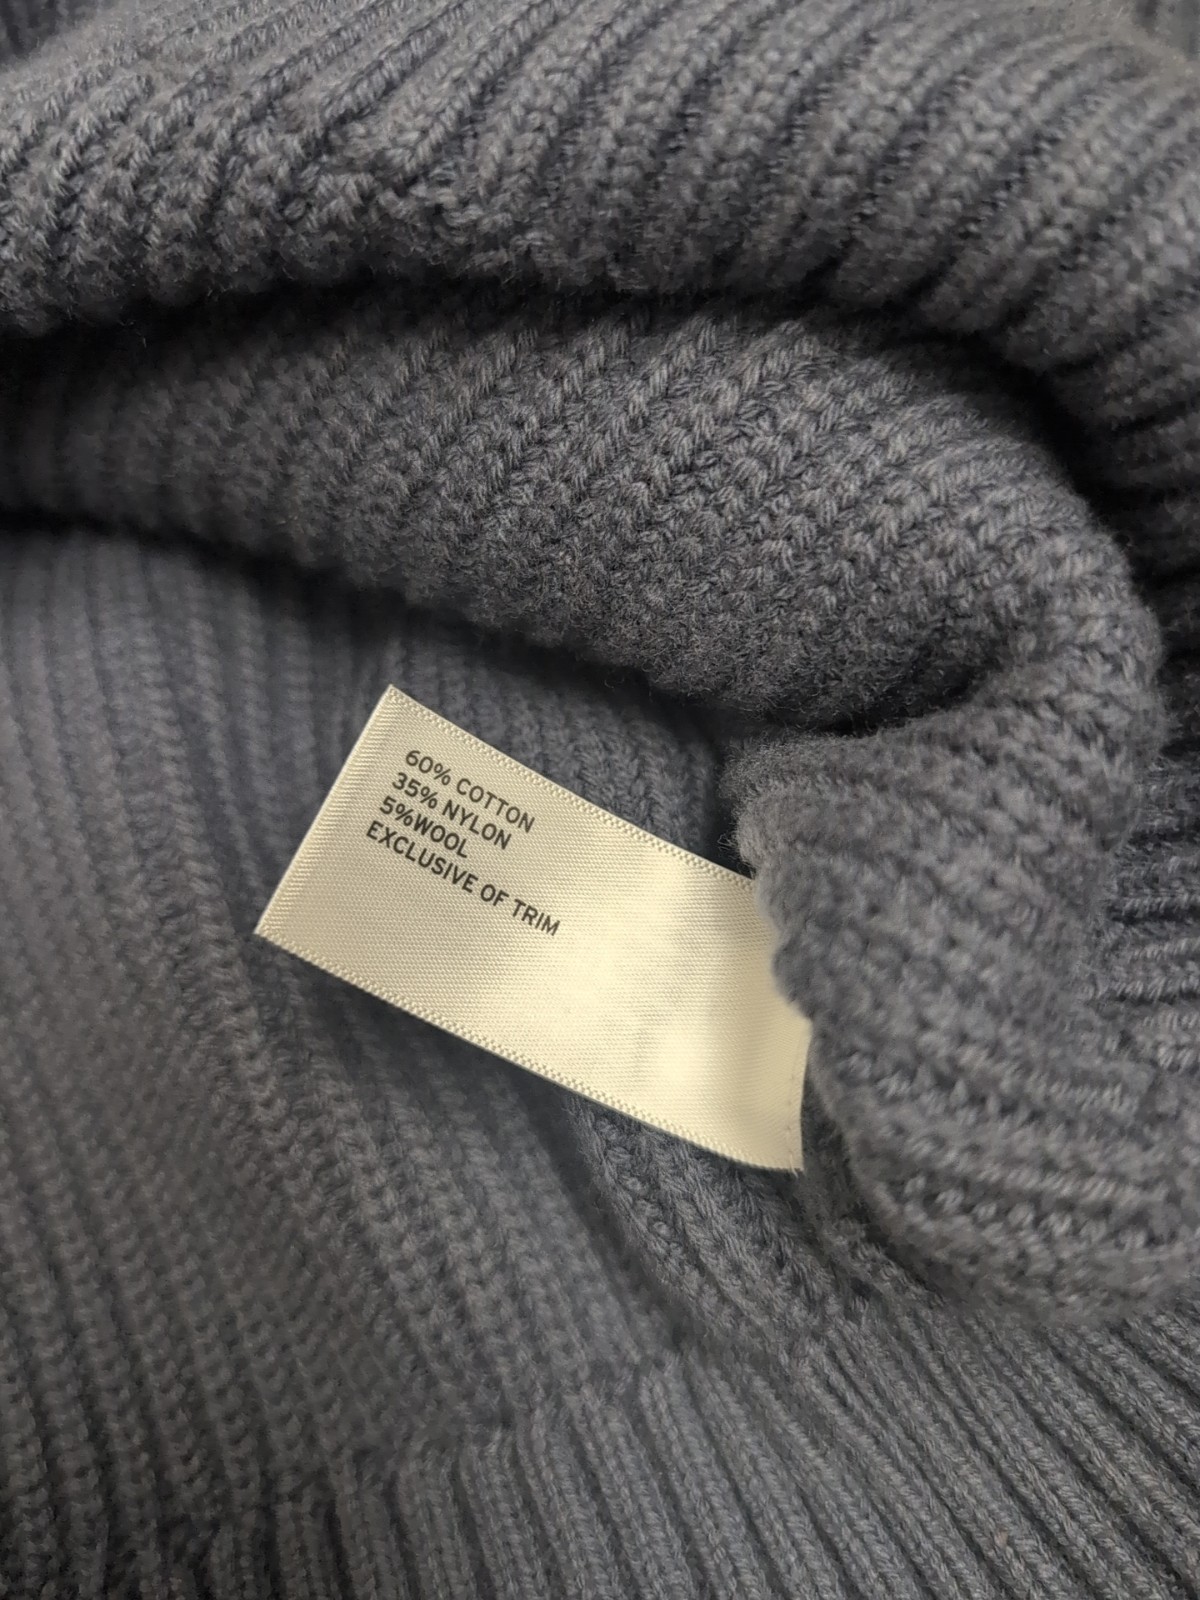 60% COTTON
35% NYLON
5%WOOL
EXCLUSIVE OF TRIM